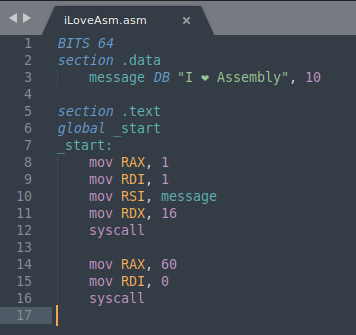 iLoveAsm.asm ×
1 BITS 64
2 section .data
3     message DB "I ❤ Assembly", 10
4
5 section .text
6 global _start
7 _start:
8     mov RAX, 1
9     mov RDI, 1
10     mov RSI, message
11     mov RDX, 16
12     syscall
13
14     mov RAX, 60
15     mov RDI, 0
16     syscall
17